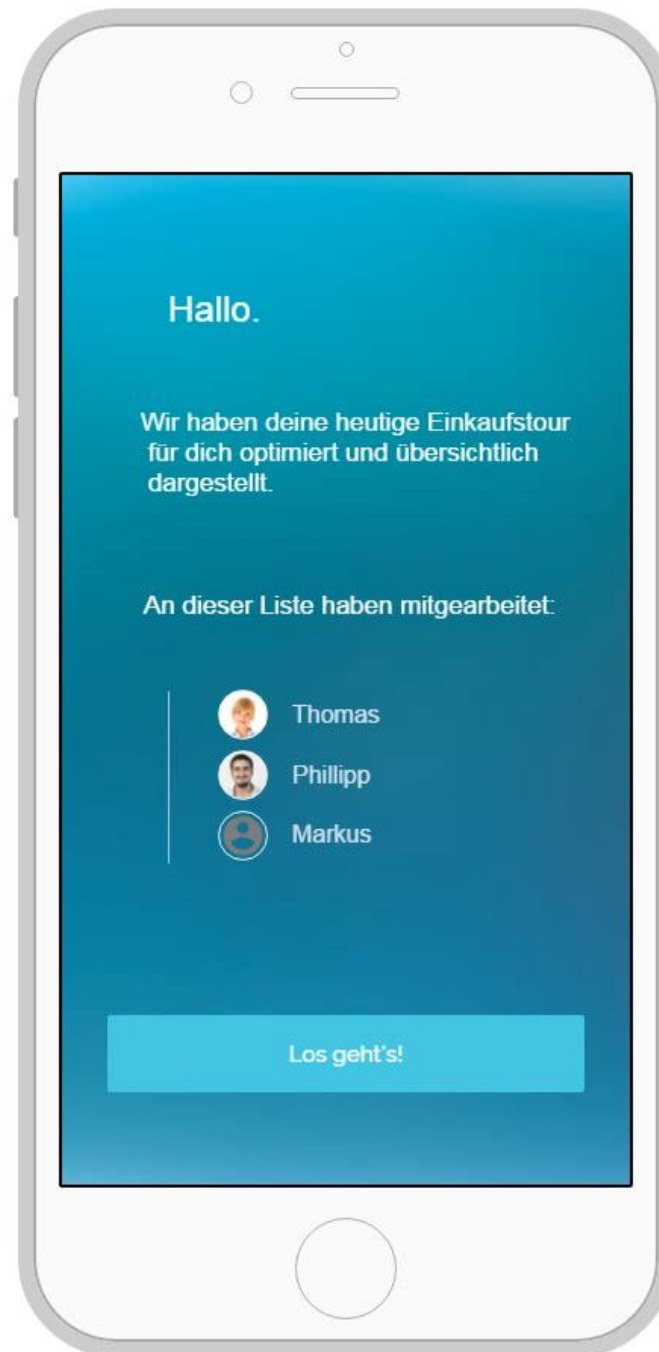 Hallo.
Wir haben deine heutige Einkaufstour
für dich optimiert und übersichtlich
dargestellt.
An dieser Liste haben mitgearbeitet:
Thomas
Phillipp
Markus
Los geht's!